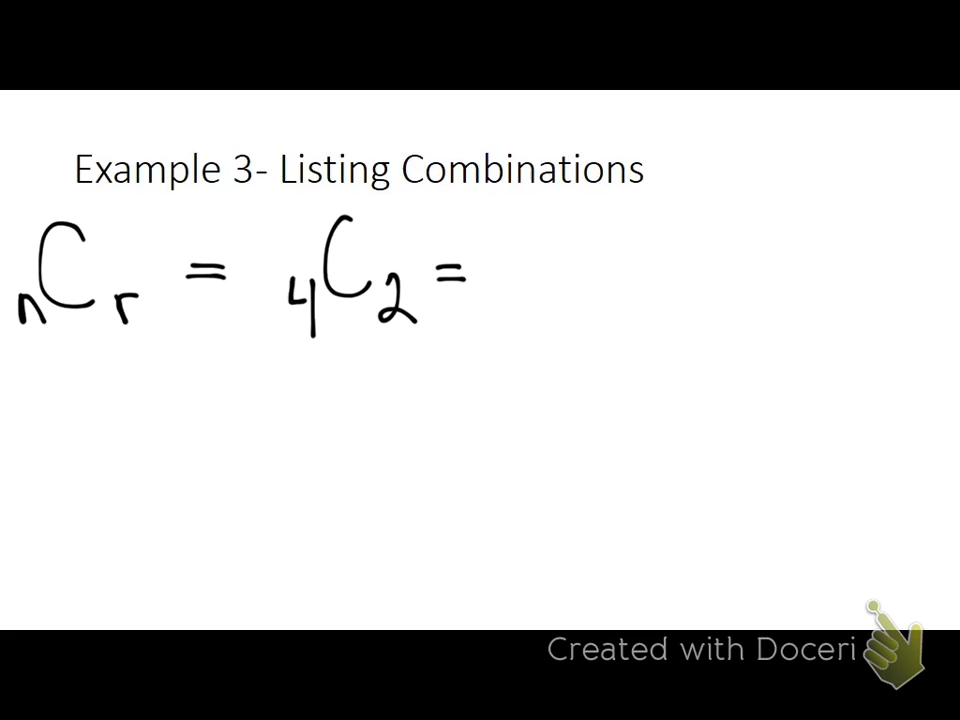 Example 3- Listing Combinations
nCr = 4C2 =
Created with Doceri